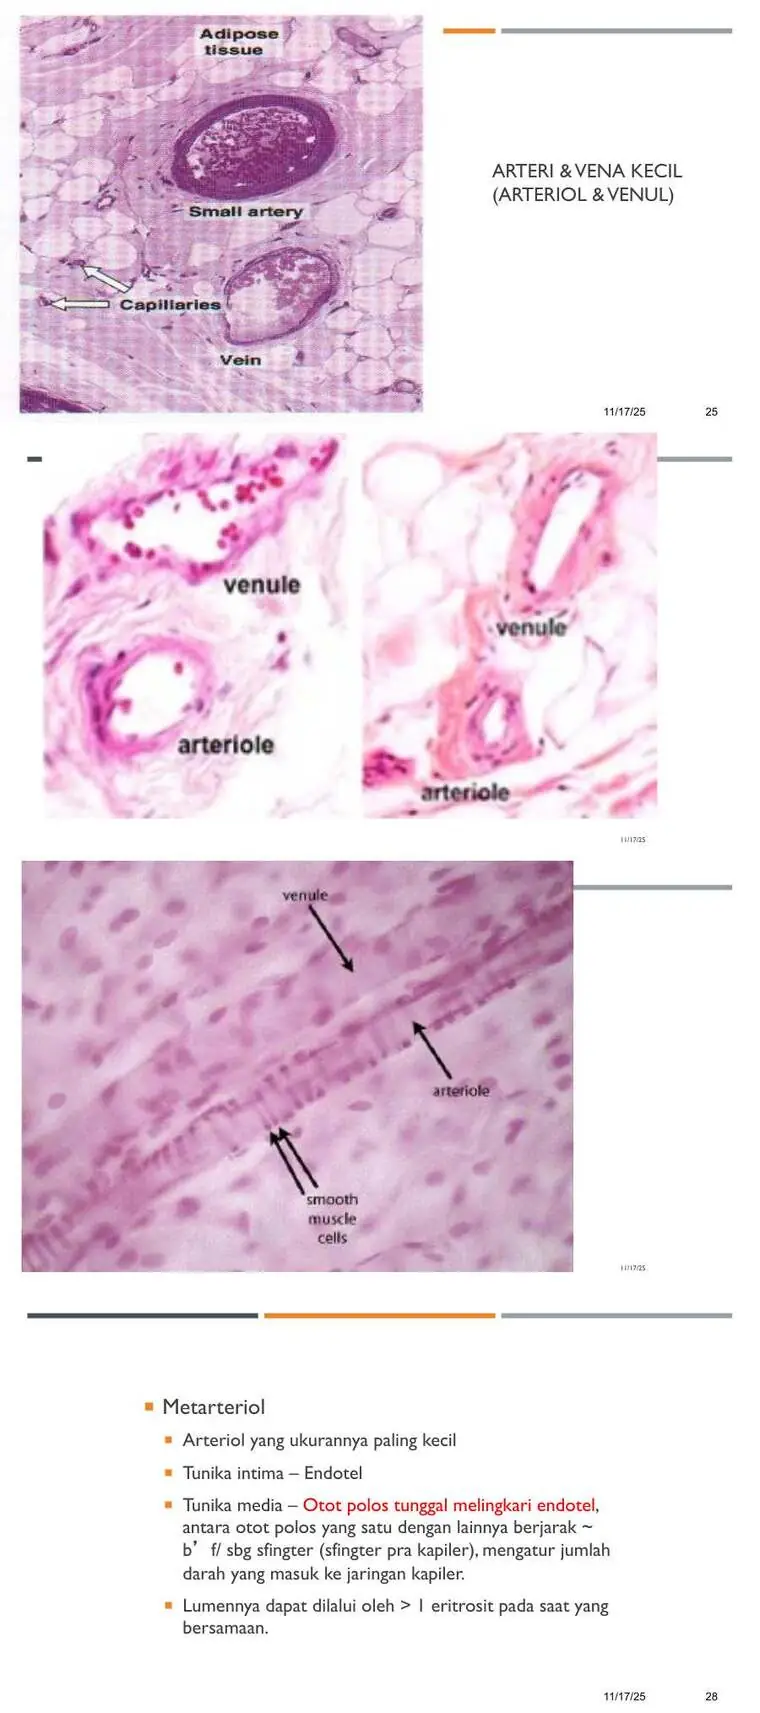 Adipose
tissue
Small artery
Capillaries
Vein
ARTERI & VENA KECIL
(ARTERIOL & VENUL)
11/17/25
25
venule
arteriole
venule
arteriole
11/17/25
venule
arteriole
smooth
muscle
cells
11/17/25
Metarteriol
Arteriol yang ukurannya paling kecil
Tunika intima – Endotel
Tunika media – Otot polos tunggal melingkari endotel,
antara otot polos yang satu dengan lainnya berjarak ~
b’ f/ sbg sfingter (sfingter pra kapiler), mengatur jumlah
darah yang masuk ke jaringan kapiler.
Lumennya dapat dilalui oleh > 1 eritrosit pada saat yang
bersamaan.
11/17/25
28